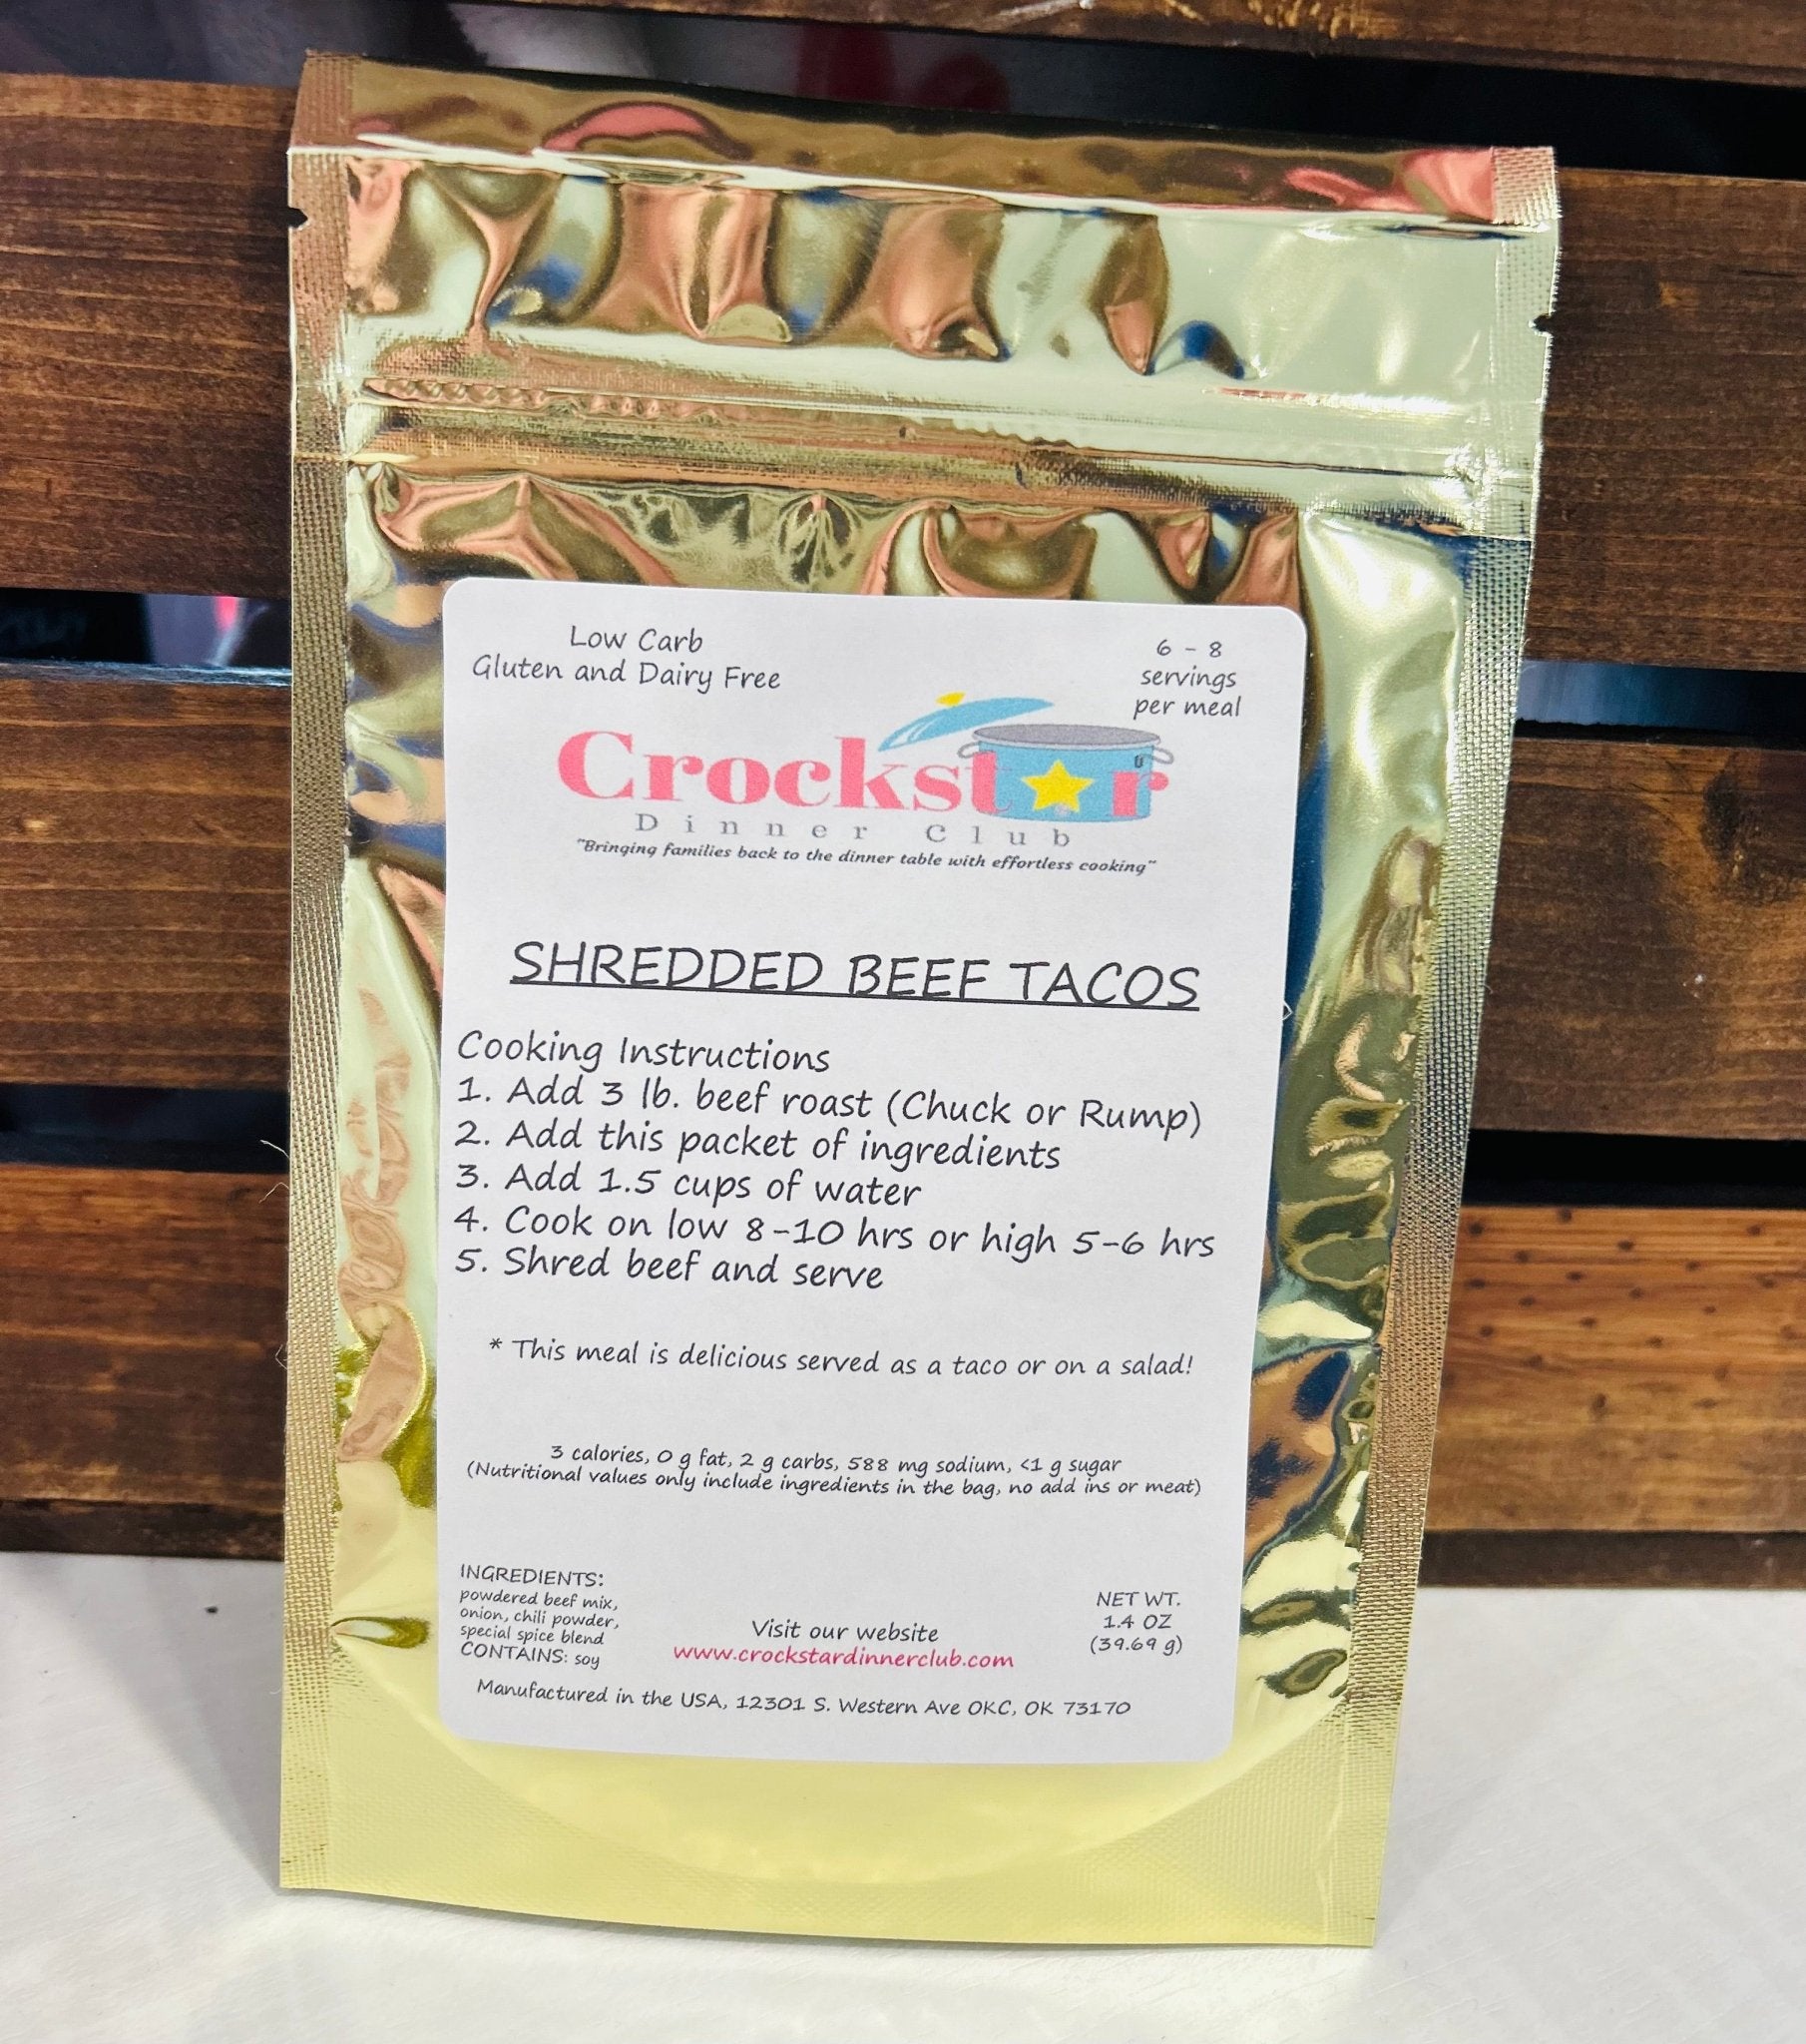 Low Carb
Gluten and Dairy Free
6 - 8
servings
per meal
Crockstar
Dinner Club
"Bringing families back to the dinner table with effortless cooking"
SHREDDED BEEF TACOS
Cooking Instructions
1. Add 3 lb. beef roast (Chuck or Rump)
2. Add this packet of ingredients
3. Add 1.5 cups of water
4. Cook on low 8-10 hrs or high 5-6 hrs
5. Shred beef and serve
* This meal is delicious served as a taco or on a salad!
3 calories, 0 g fat, 2 g carbs, 588 mg sodium, <1 g sugar
(Nutritional values only include ingredients in the bag, no add ins or meat)
INGREDIENTS:
powdered beef mix,
onion, chili powder,
special spice blend
CONTAINS: soy
Visit our website
www.crockstardinnerclub.com
NET WT.
1.4 OZ
(39.69 g)
Manufactured in the USA, 12301 S. Western Ave OKC, OK 73170